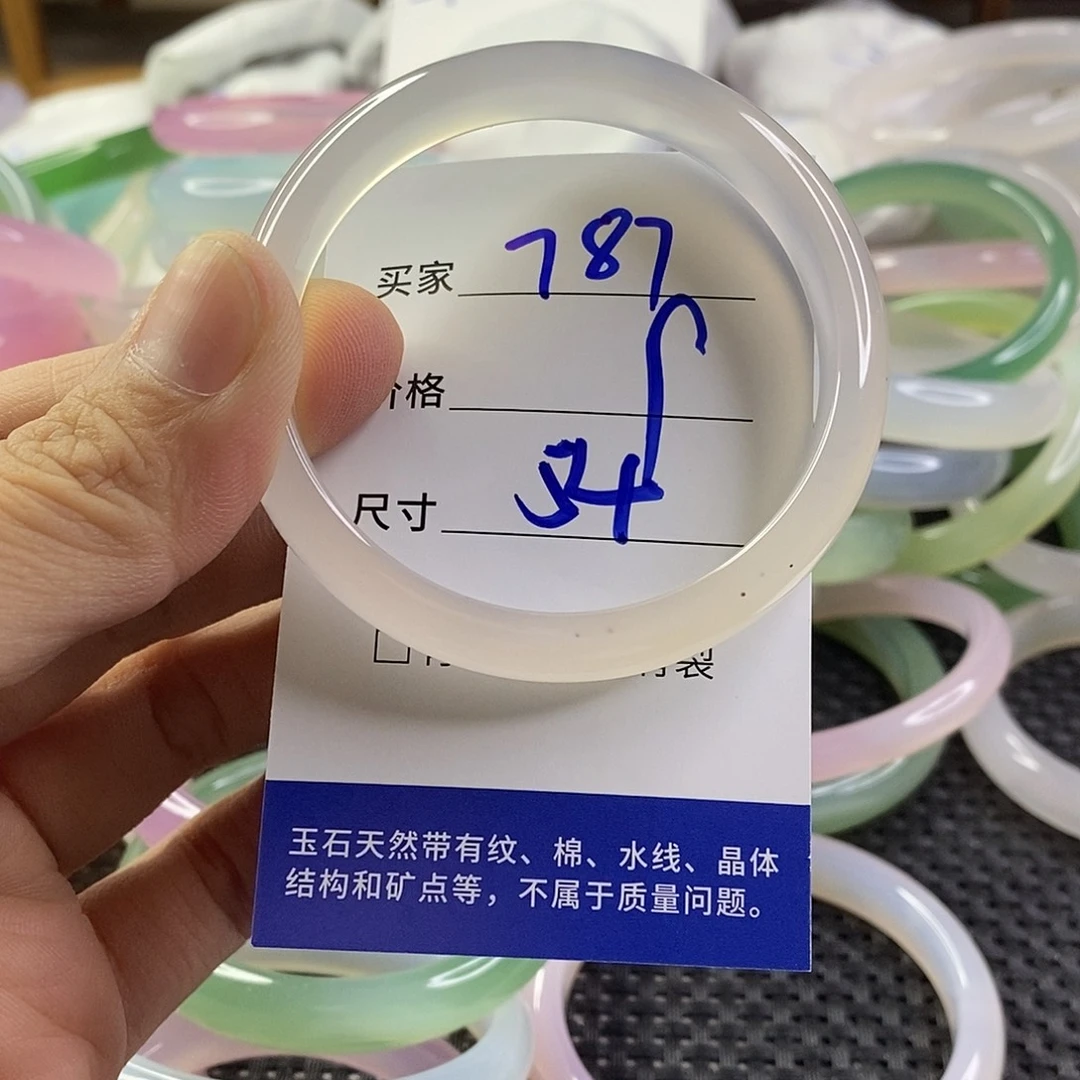 买家 787
价格
尺寸 54
玉石天然带有纹、棉、水线、晶体
结构和矿点等，不属于质量问题。